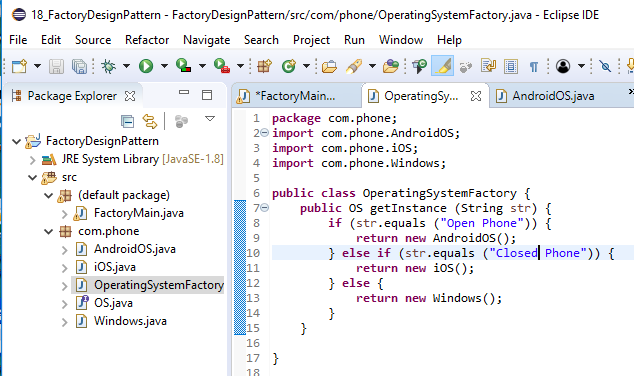 18_FactoryDesignPattern - FactoryDesignPattern/src/com/phone/OperatingSystemFactory.java - Eclipse IDE
File Edit Source Refactor Navigate Search Project Run Window Help
Package Explorer
FactoryDesignPattern
JRE System Library [JavaSE-1.8]
src
(default package)
FactoryMain.java
com.phone
AndroidOS.java
iOS.java
OperatingSystemFactory
OS.java
Windows.java
*FactoryMain... OperatingSy... AndroidOS.java
1 package com.phone;
2 import com.phone.AndroidOS;
3 import com.phone.iOS;
4 import com.phone.Windows;
5
6 public class OperatingSystemFactory {
7 public OS getInstance (String str) {
8 if (str.equals ("Open Phone")) {
9 return new AndroidOS();
10 } else if (str.equals ("Closed Phone")) {
11 return new iOS();
12 } else {
13 return new Windows();
14 }
15 }
16
17 }
18